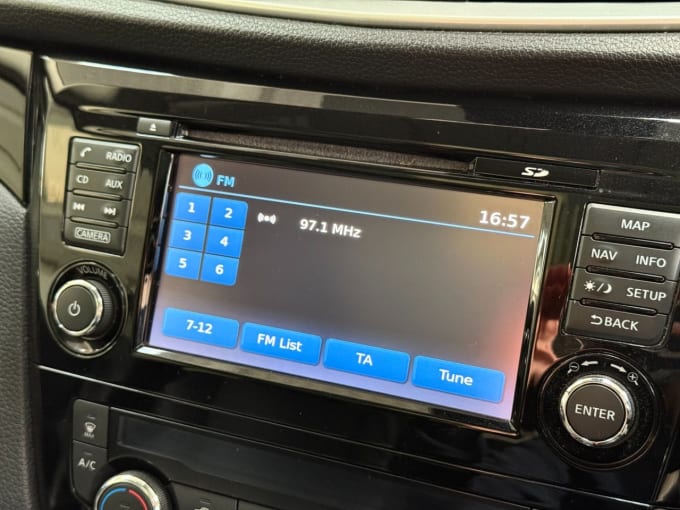 RADIO
CD AUX
CAMERA
VOLUME
A/C
SD
FM
16:57
1 2
97.1 MHz
3 4
5 6
7-12
FM List
TA
Tune
MAP
NAV INFO
SETUP
BACK
ENTER